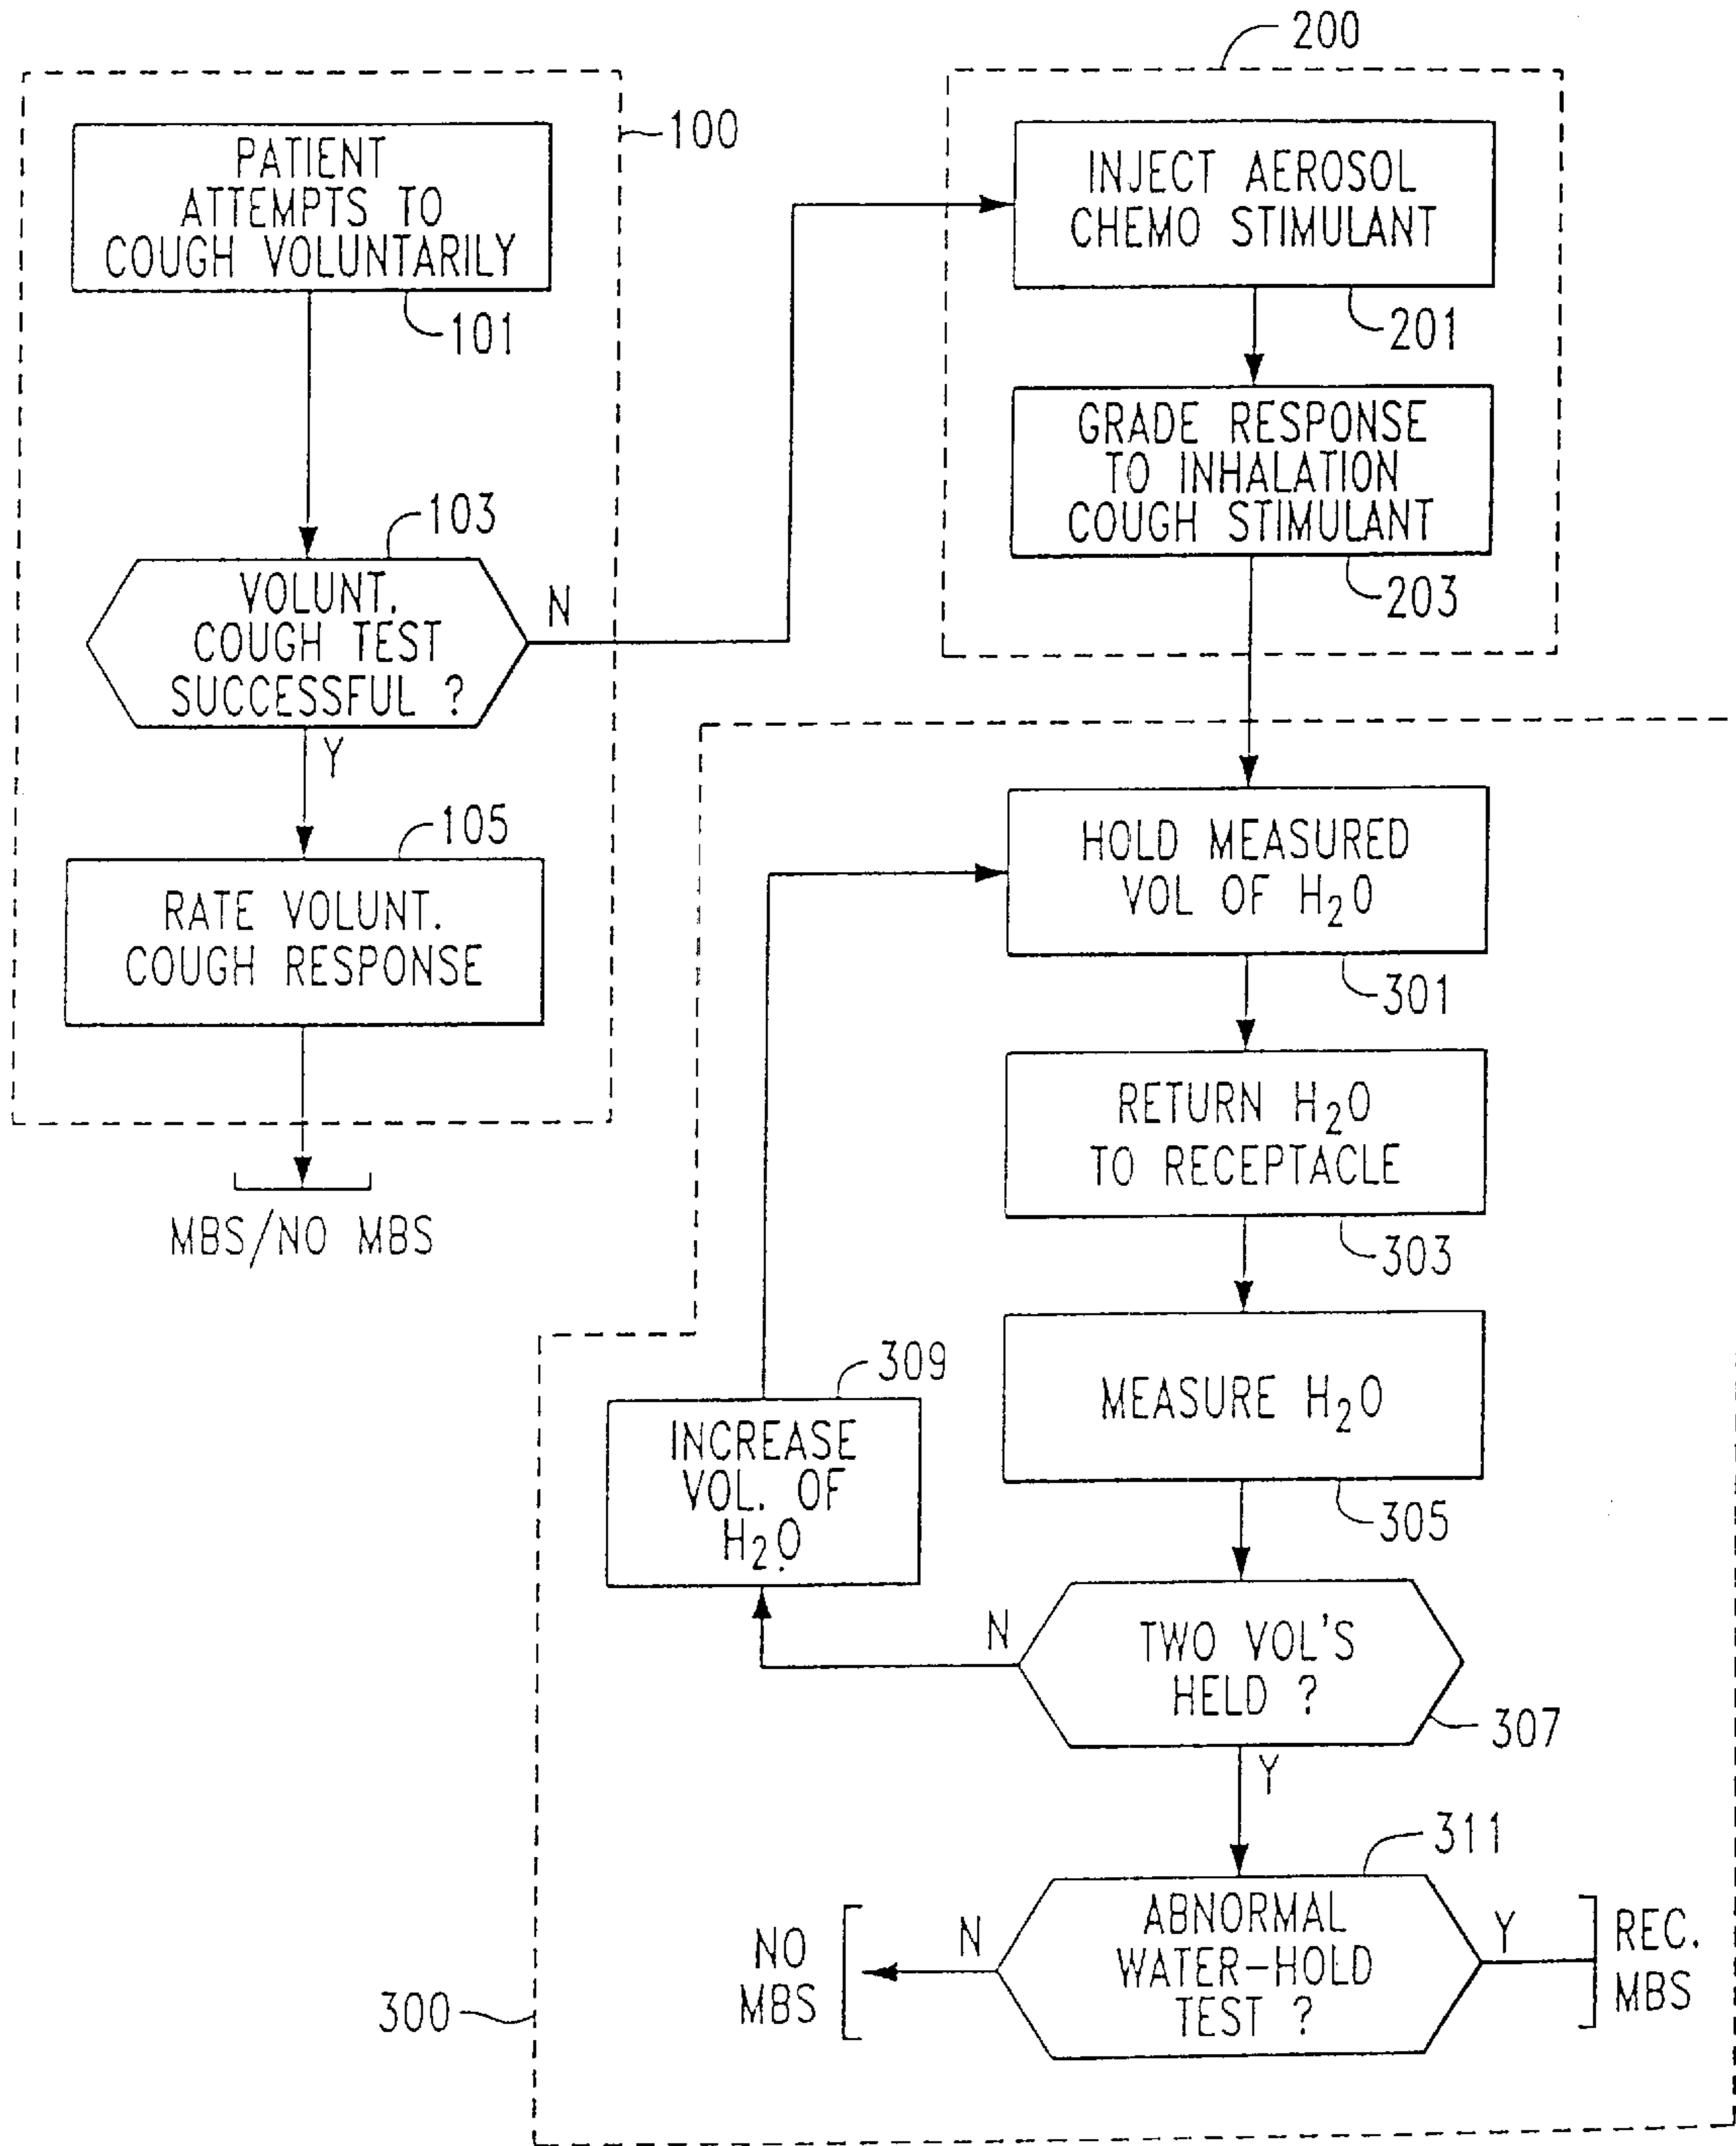 100
PATIENT
ATTEMPTS TO
COUGH VOLUNTARILY
101
103
VOLUNT.
COUGH TEST
SUCCESSFUL ?
N
Y
105
RATE VOLUNT.
COUGH RESPONSE
MBS/NO MBS
200
INJECT AEROSOL
CHEMO STIMULANT
201
GRADE RESPONSE
TO INHALATION
COUGH STIMULANT
203
HOLD MEASURED
VOL OF H₂O
301
RETURN H₂O
TO RECEPTACLE
303
MEASURE H₂O
305
309
INCREASE
VOL. OF
H₂O
N
TWO VOL'S
HELD ?
307
Y
311
ABNORMAL
WATER-HOLD
TEST ?
N
NO
MBS
Y
REC.
MBS
300